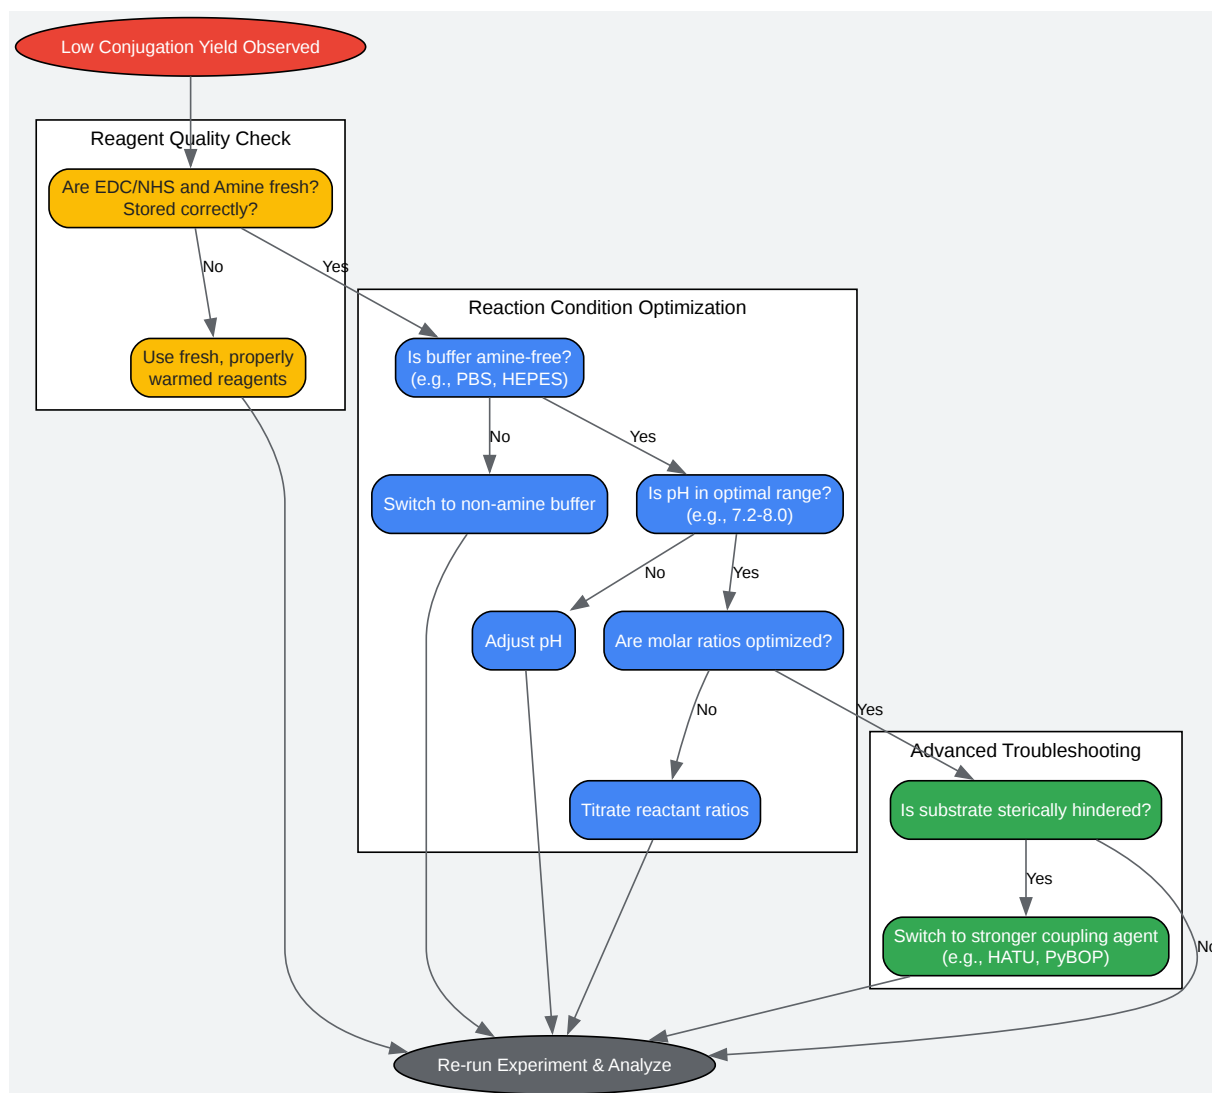 Low Conjugation Yield Observed
Reagent Quality Check
Are EDC/NHS and Amine fresh?
Stored correctly?
No
Yes
Use fresh, properly
warmed reagents
Reaction Condition Optimization
Is buffer amine-free?
(e.g., PBS, HEPES)
No
Yes
Switch to non-amine buffer
Is pH in optimal range?
(e.g., 7.2-8.0)
No
Yes
Adjust pH
Are molar ratios optimized?
No
Yes
Titrate reactant ratios
Advanced Troubleshooting
Is substrate sterically hindered?
Yes
No
Switch to stronger coupling agent
(e.g., HATU, PyBOP)
Re-run Experiment & Analyze